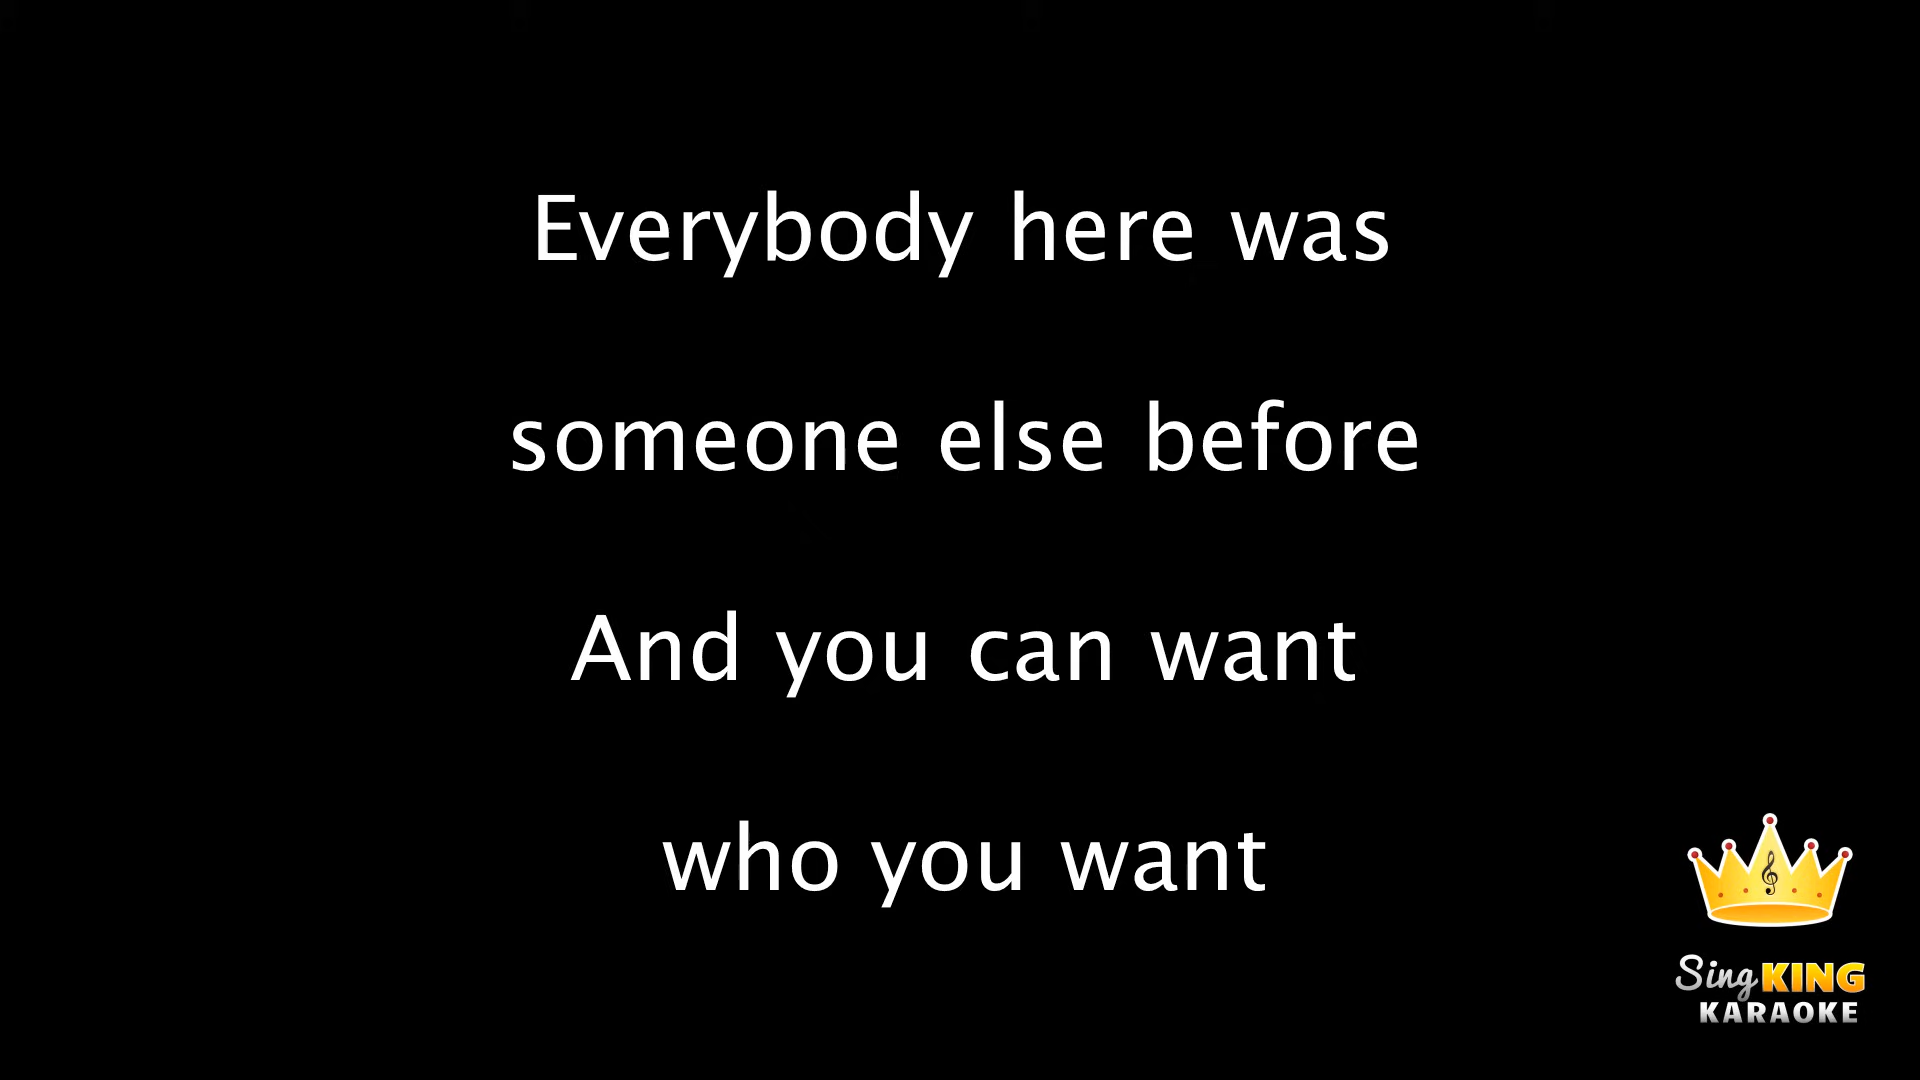 Everybody here was
someone else before
And you can want
who you want
Sing KING
KARAOKE